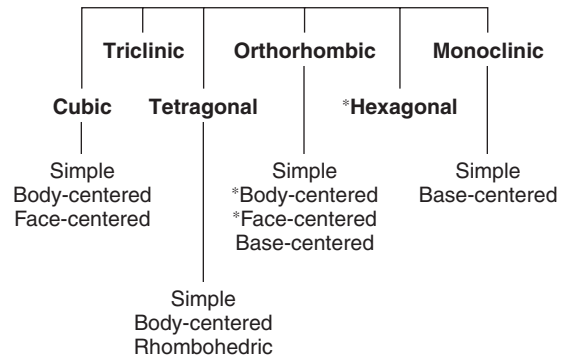 Triclinic
Orthorhombic
Monoclinic
Cubic
Tetragonal
*Hexagonal
Simple
Body-centered
Face-centered
Simple
*Body-centered
*Face-centered
Base-centered
Simple
Base-centered
Simple
Body-centered
Rhombohedric